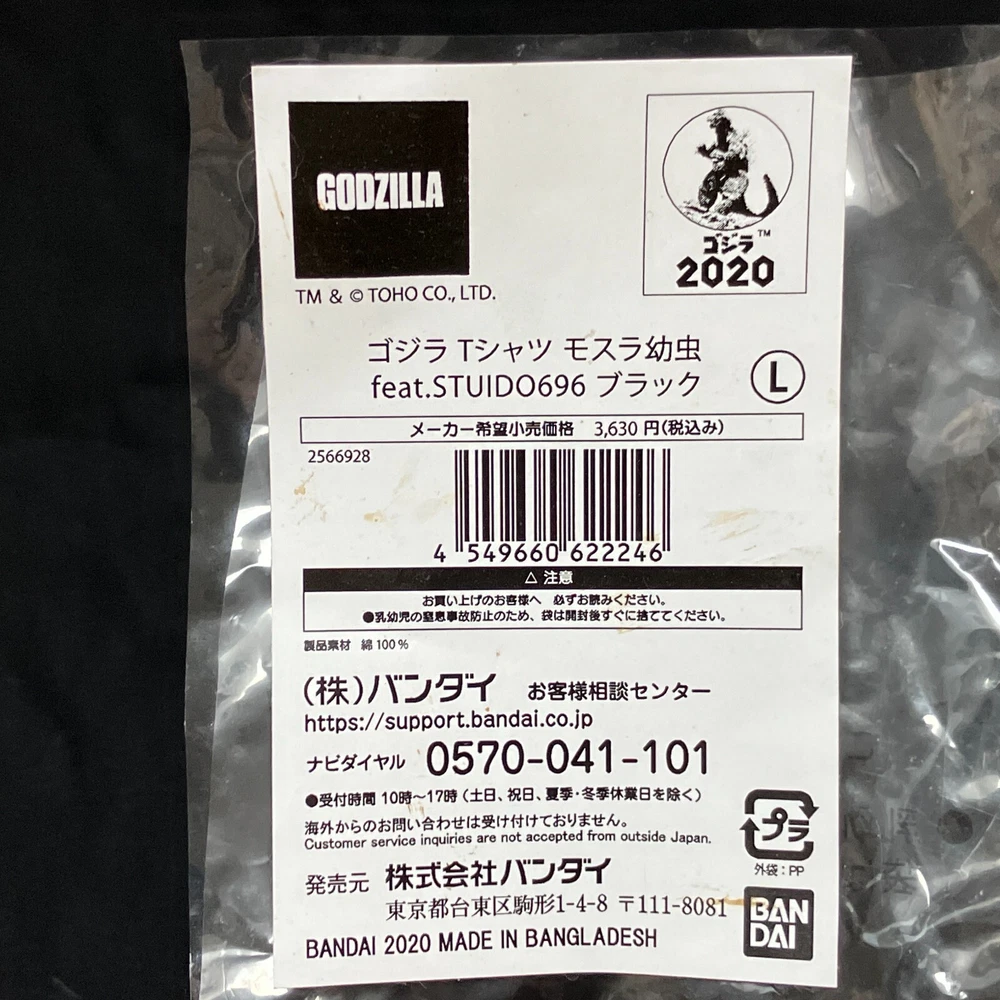 GODZILLA
TM & © TOHO CO., LTD.
ゴジラ™
2020
ゴジラ Tシャツ モスラ幼虫
feat.STUIDO696 ブラック
L
メーカー希望小売価格 3,630 円(税込み)
2566928
4 549660 622246
⚠ 注意
お買い上げのお客様へ 必ずお読みください。
●乳幼児の窒息事故防止のため、袋は開封後すぐに捨ててください。
製品素材 綿100%
(株)バンダイ お客様相談センター
https://support.bandai.co.jp
ナビダイヤル 0570-041-101
●受付時間 10時〜17時(土日、祝日、夏季・冬季休業日を除く)
海外からのお問い合わせは受け付けておりません。
Customer service inquiries are not accepted from outside Japan.
プラ
外袋:PP
発売元 株式会社バンダイ
東京都台東区駒形1-4-8 〒111-8081
BANDAI 2020 MADE IN BANGLADESH
BAN
DAI